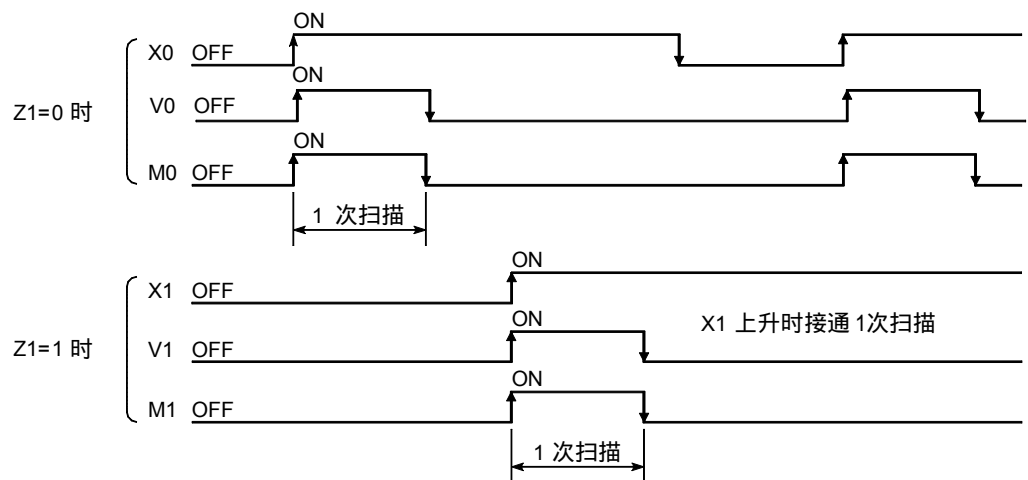 ON
X0 OFF
ON
Z1=0 时
V0 OFF
ON
M0 OFF
1 次扫描
ON
X1 OFF
X1 上升时接通 1次扫描
ON
Z1=1 时
V1 OFF
ON
M1 OFF
1 次扫描